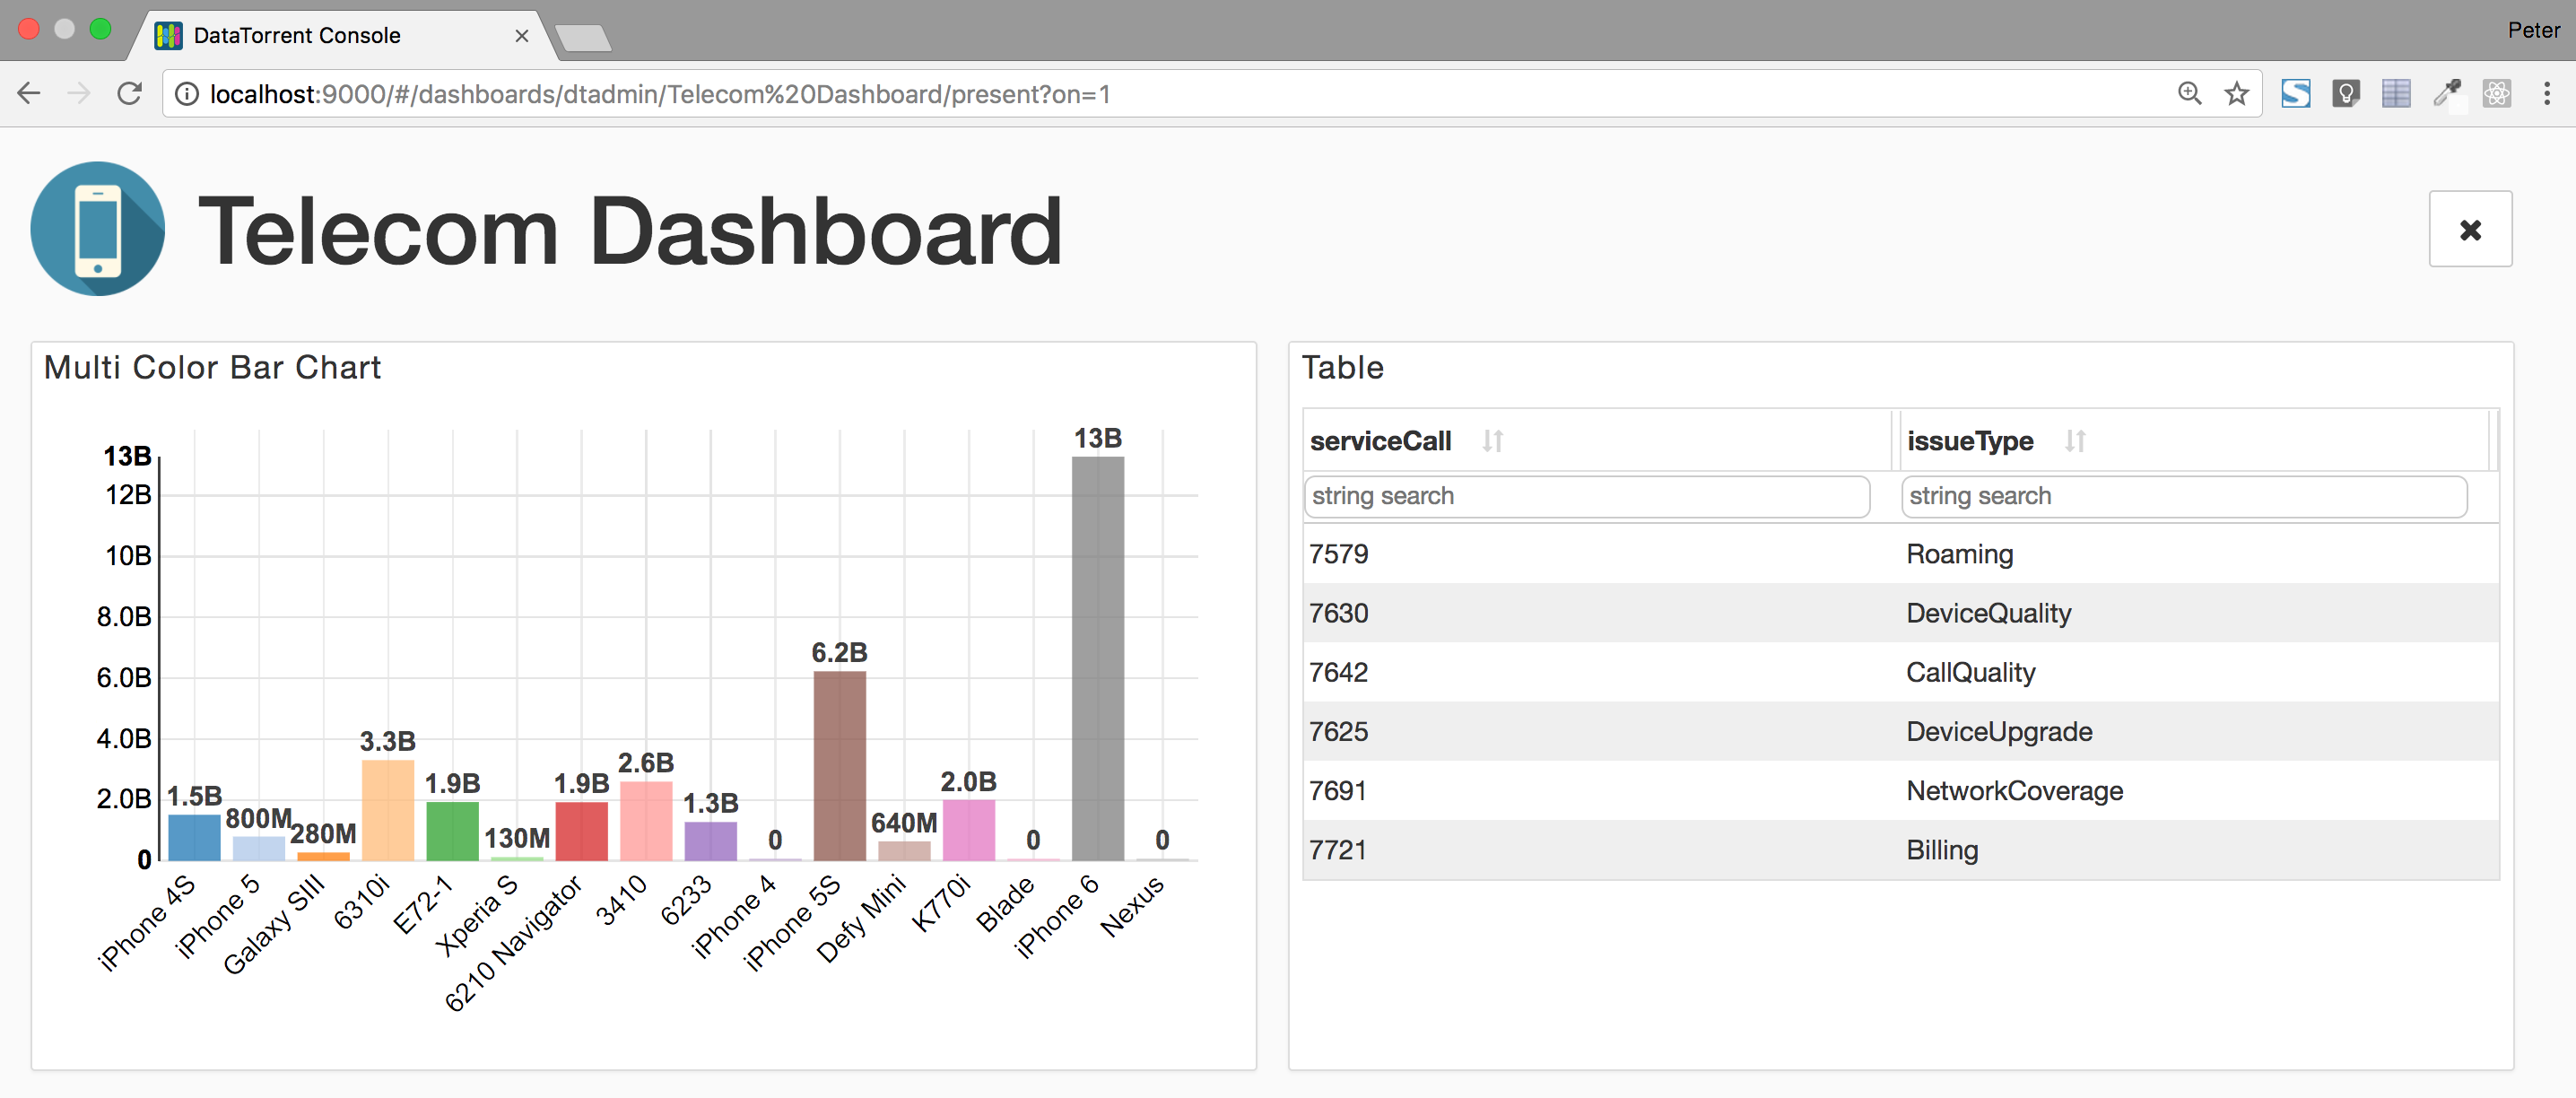 DataTorrent Console
Peter
localhost:9000/#/dashboards/dtadmin/Telecom%20Dashboard/present?on=1
Telecom Dashboard
Multi Color Bar Chart
13B
12B
10B
8.0B
6.0B
4.0B
2.0B
0
1.5B
800M
280M
3.3B
1.9B
130M
1.9B
2.6B
1.3B
0
6.2B
640M
2.0B
0
13B
0
iPhone 4S
iPhone 5
Galaxy SIII
6310i
E72-1
Xperia S
6210 Navigator
3410
6233
iPhone 4
iPhone 5S
Defy Mini
K770i
Blade
iPhone 6
Nexus
Table
serviceCall issueType
string search string search
7579 Roaming
7630 DeviceQuality
7642 CallQuality
7625 DeviceUpgrade
7691 NetworkCoverage
7721 Billing